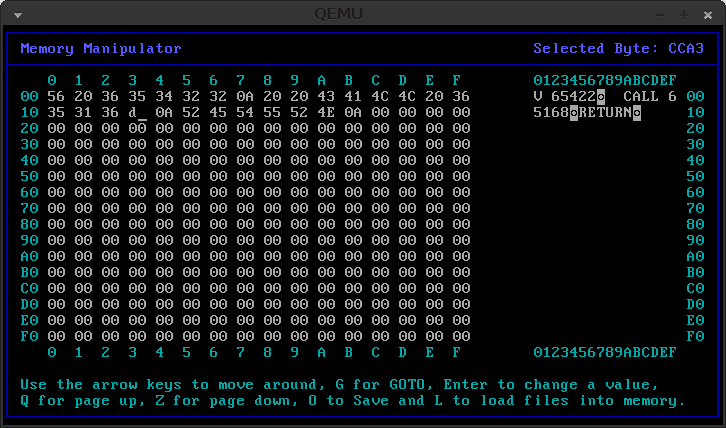 QEMU
Memory Manipulator Selected Byte: CCA3
0 1 2 3 4 5 6 7 8 9 A B C D E F 0123456789ABCDEF
00 56 20 36 35 34 32 32 0A 20 20 43 41 4C 4C 20 36 V 65422◘  CALL 6 00
10 35 31 36 d_ 0A 52 45 54 55 52 4E 0A 00 00 00 00 5168◘RETURN◘ 10
20 00 00 00 00 00 00 00 00 00 00 00 00 00 00 00 00 20
30 00 00 00 00 00 00 00 00 00 00 00 00 00 00 00 00 30
40 00 00 00 00 00 00 00 00 00 00 00 00 00 00 00 00 40
50 00 00 00 00 00 00 00 00 00 00 00 00 00 00 00 00 50
60 00 00 00 00 00 00 00 00 00 00 00 00 00 00 00 00 60
70 00 00 00 00 00 00 00 00 00 00 00 00 00 00 00 00 70
80 00 00 00 00 00 00 00 00 00 00 00 00 00 00 00 00 80
90 00 00 00 00 00 00 00 00 00 00 00 00 00 00 00 00 90
A0 00 00 00 00 00 00 00 00 00 00 00 00 00 00 00 00 A0
B0 00 00 00 00 00 00 00 00 00 00 00 00 00 00 00 00 B0
C0 00 00 00 00 00 00 00 00 00 00 00 00 00 00 00 00 C0
D0 00 00 00 00 00 00 00 00 00 00 00 00 00 00 00 00 D0
E0 00 00 00 00 00 00 00 00 00 00 00 00 00 00 00 00 E0
F0 00 00 00 00 00 00 00 00 00 00 00 00 00 00 00 00 F0
0 1 2 3 4 5 6 7 8 9 A B C D E F 0123456789ABCDEF
Use the arrow keys to move around, G for GOTO, Enter to change a value,
Q for page up, Z for page down, O to Save and L to load files into memory.